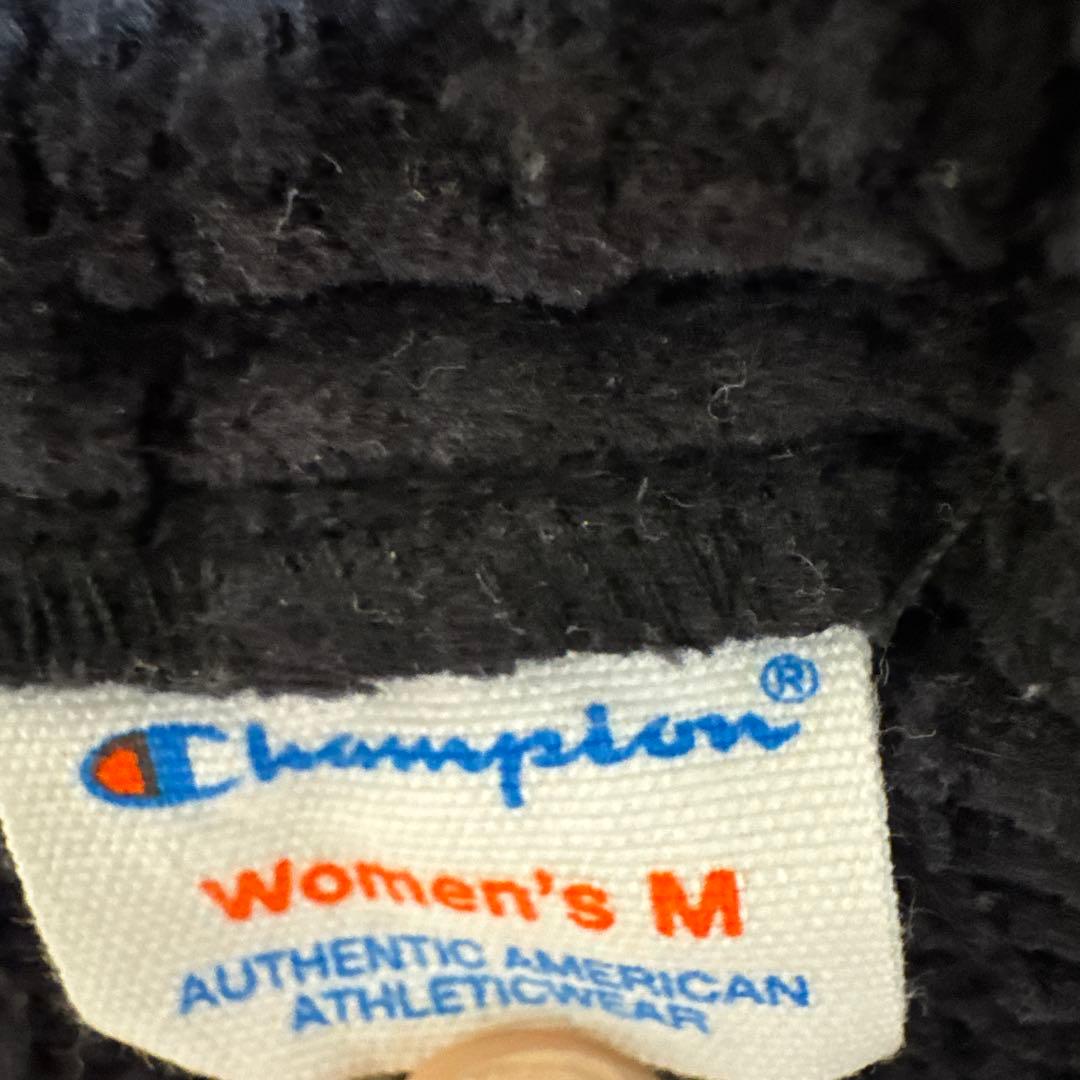 Champion®
Women's M
AUTHENTIC AMERICAN
ATHLETICWEAR